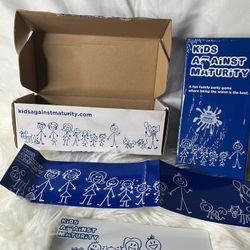 kidsagainstmaturity.com
KiDS
AGAINST
MATURITY
A fun family party game
where being the worst is the best.
KiDS
AGAINST
MATURITY